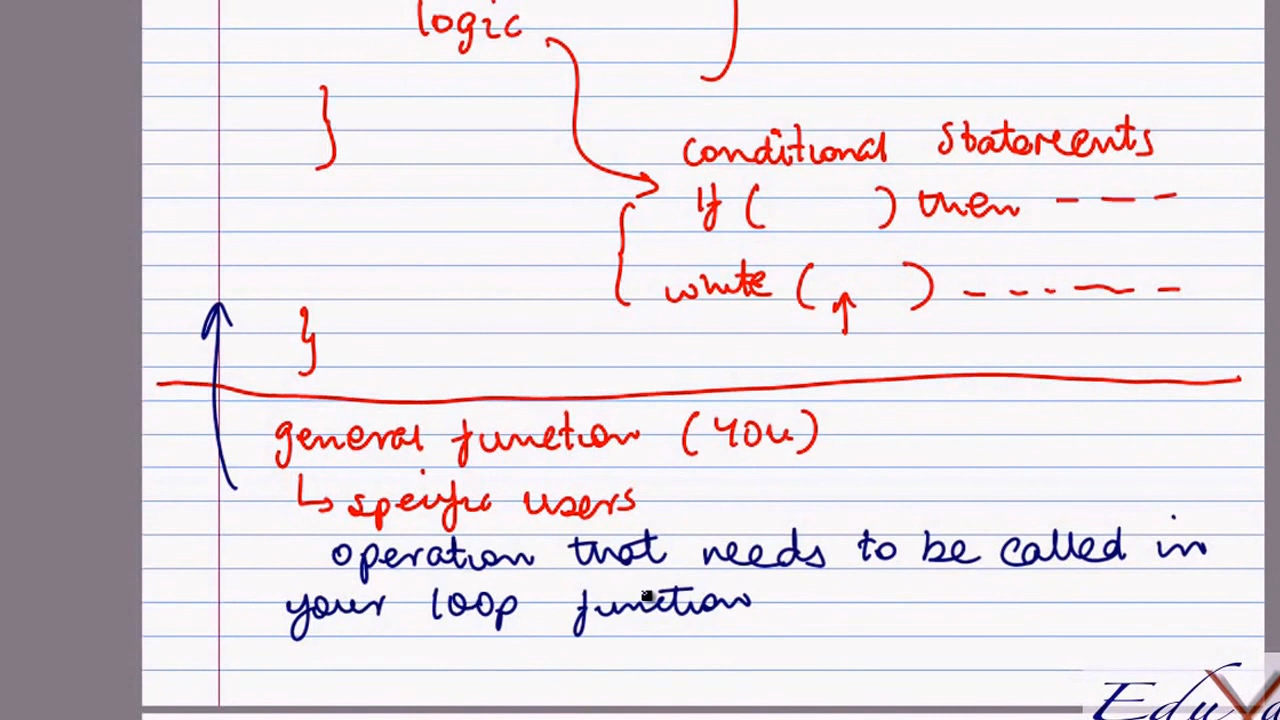 logic
}
conditional Statements
If ( ) then - - -
while ( ↑ ) - - - - -
}
general function (YOU)
↳ specific users
operation that needs to be called in
your loop function